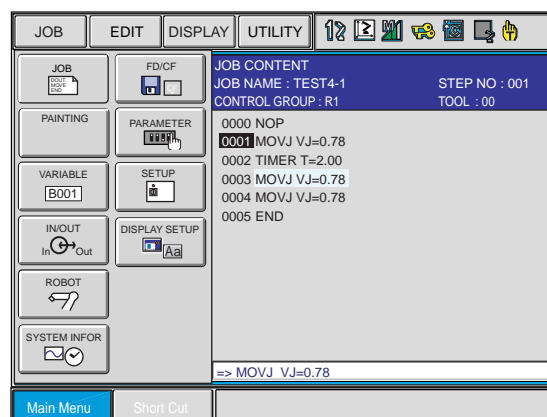 JOB EDIT DISPLAY UTILITY
JOB
DOUT
MOVE
END
FD/CF
PAINTING
PARAMETER
VARIABLE
B001
SETUP
IN/OUT
In Out
DISPLAY SETUP
Aa
ROBOT
SYSTEM INFOR
JOB CONTENT
JOB NAME : TEST4-1 STEP NO : 001
CONTROL GROUP : R1 TOOL : 00
0000 NOP
0001 MOVJ VJ=0.78
0002 TIMER T=2.00
0003 MOVJ VJ=0.78
0004 MOVJ VJ=0.78
0005 END
=> MOVJ VJ=0.78
Main Menu Short Cut